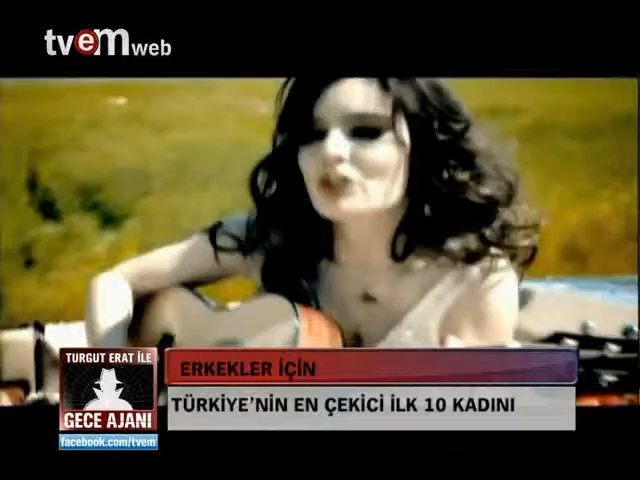 tvem web
ERKEKLER İÇİN
TURGUT ERAT İLE
GECE AJANI
facebook.com/tvem
TÜRKİYE'NİN EN ÇEKİCİ İLK 10 KADINI